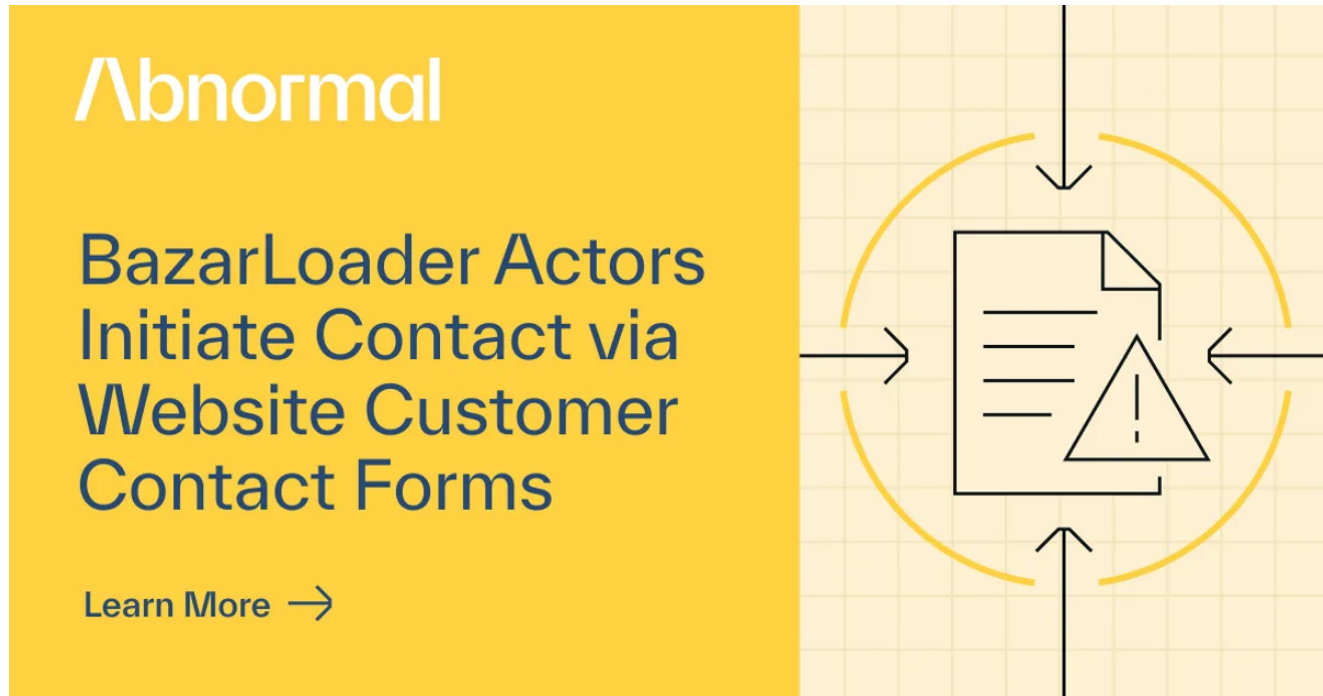 Abnormal
BazarLoader Actors
Initiate Contact via
Website Customer
Contact Forms
Learn More